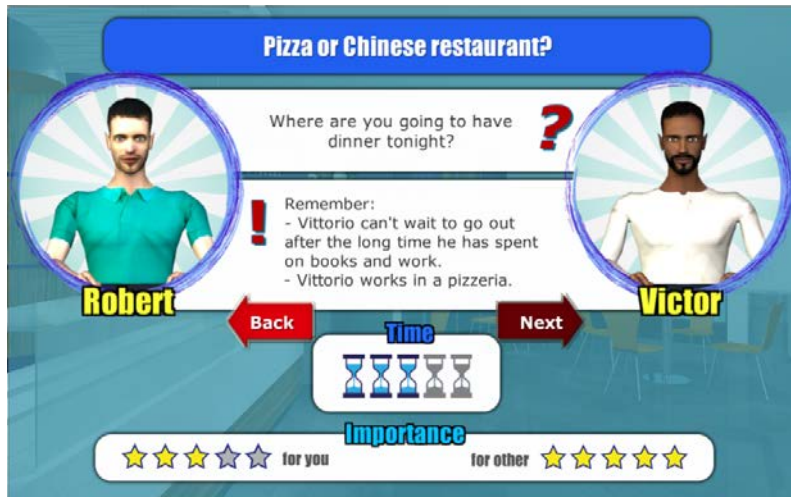 Pizza or Chinese restaurant?
Where are you going to have
dinner tonight?
?
!
Remember:
- Vittorio can't wait to go out
after the long time he has spent
on books and work.
- Vittorio works in a pizzeria.
Robert
Victor
Back
Next
Time
Importance
for you
for other